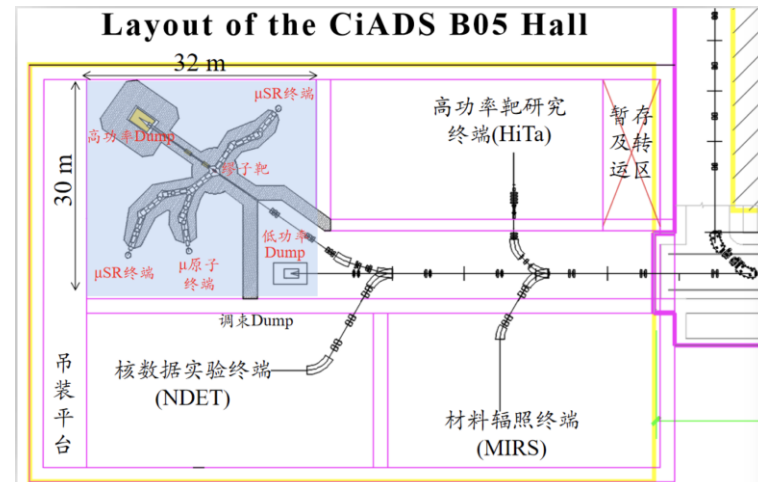 Layout of the CiADS B05 Hall
32 m
30 m
μSR终端
高功率Dump
缪子靶
μSR终端
μ原子
终端
低功率
Dump
调束Dump
高功率靶研究
终端(HiTa)
暂存
及转
运区
核数据实验终端
(NDET)
材料辐照终端
(MIRS)
吊
装
平
台